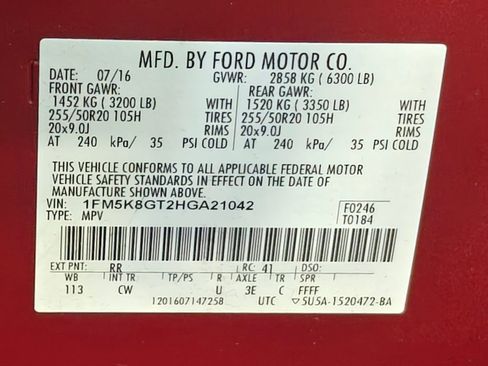 MFD. BY FORD MOTOR CO.
DATE: 07/16 GVWR: 2858 KG ( 6300 LB)
FRONT GAWR: REAR GAWR:
1452 KG ( 3200 LB) WITH 1520 KG ( 3350 LB) WITH
255/50R20 105H TIRES 255/50R20 105H TIRES
20x9.0J RIMS 20x9.0J RIMS
AT 240 kPa/ 35 PSI COLD AT 240 kPa/ 35 PSI COLD
THIS VEHICLE CONFORMS TO ALL APPLICABLE FEDERAL MOTOR
VEHICLE SAFETY STANDARDS IN EFFECT ON THE DATE OF
MANUFACTURE SHOWN ABOVE.
VIN: 1FM5K8GT2HGA21042 F0246
TYPE: MPV T0184
EXT PNT: RR RC: 41 DSO:
WB INT TR TP/PS R AXLE TR SPR
113 CW U 3E C FFFF
1201607147258 UTC ▽5U5A-1520472-BA